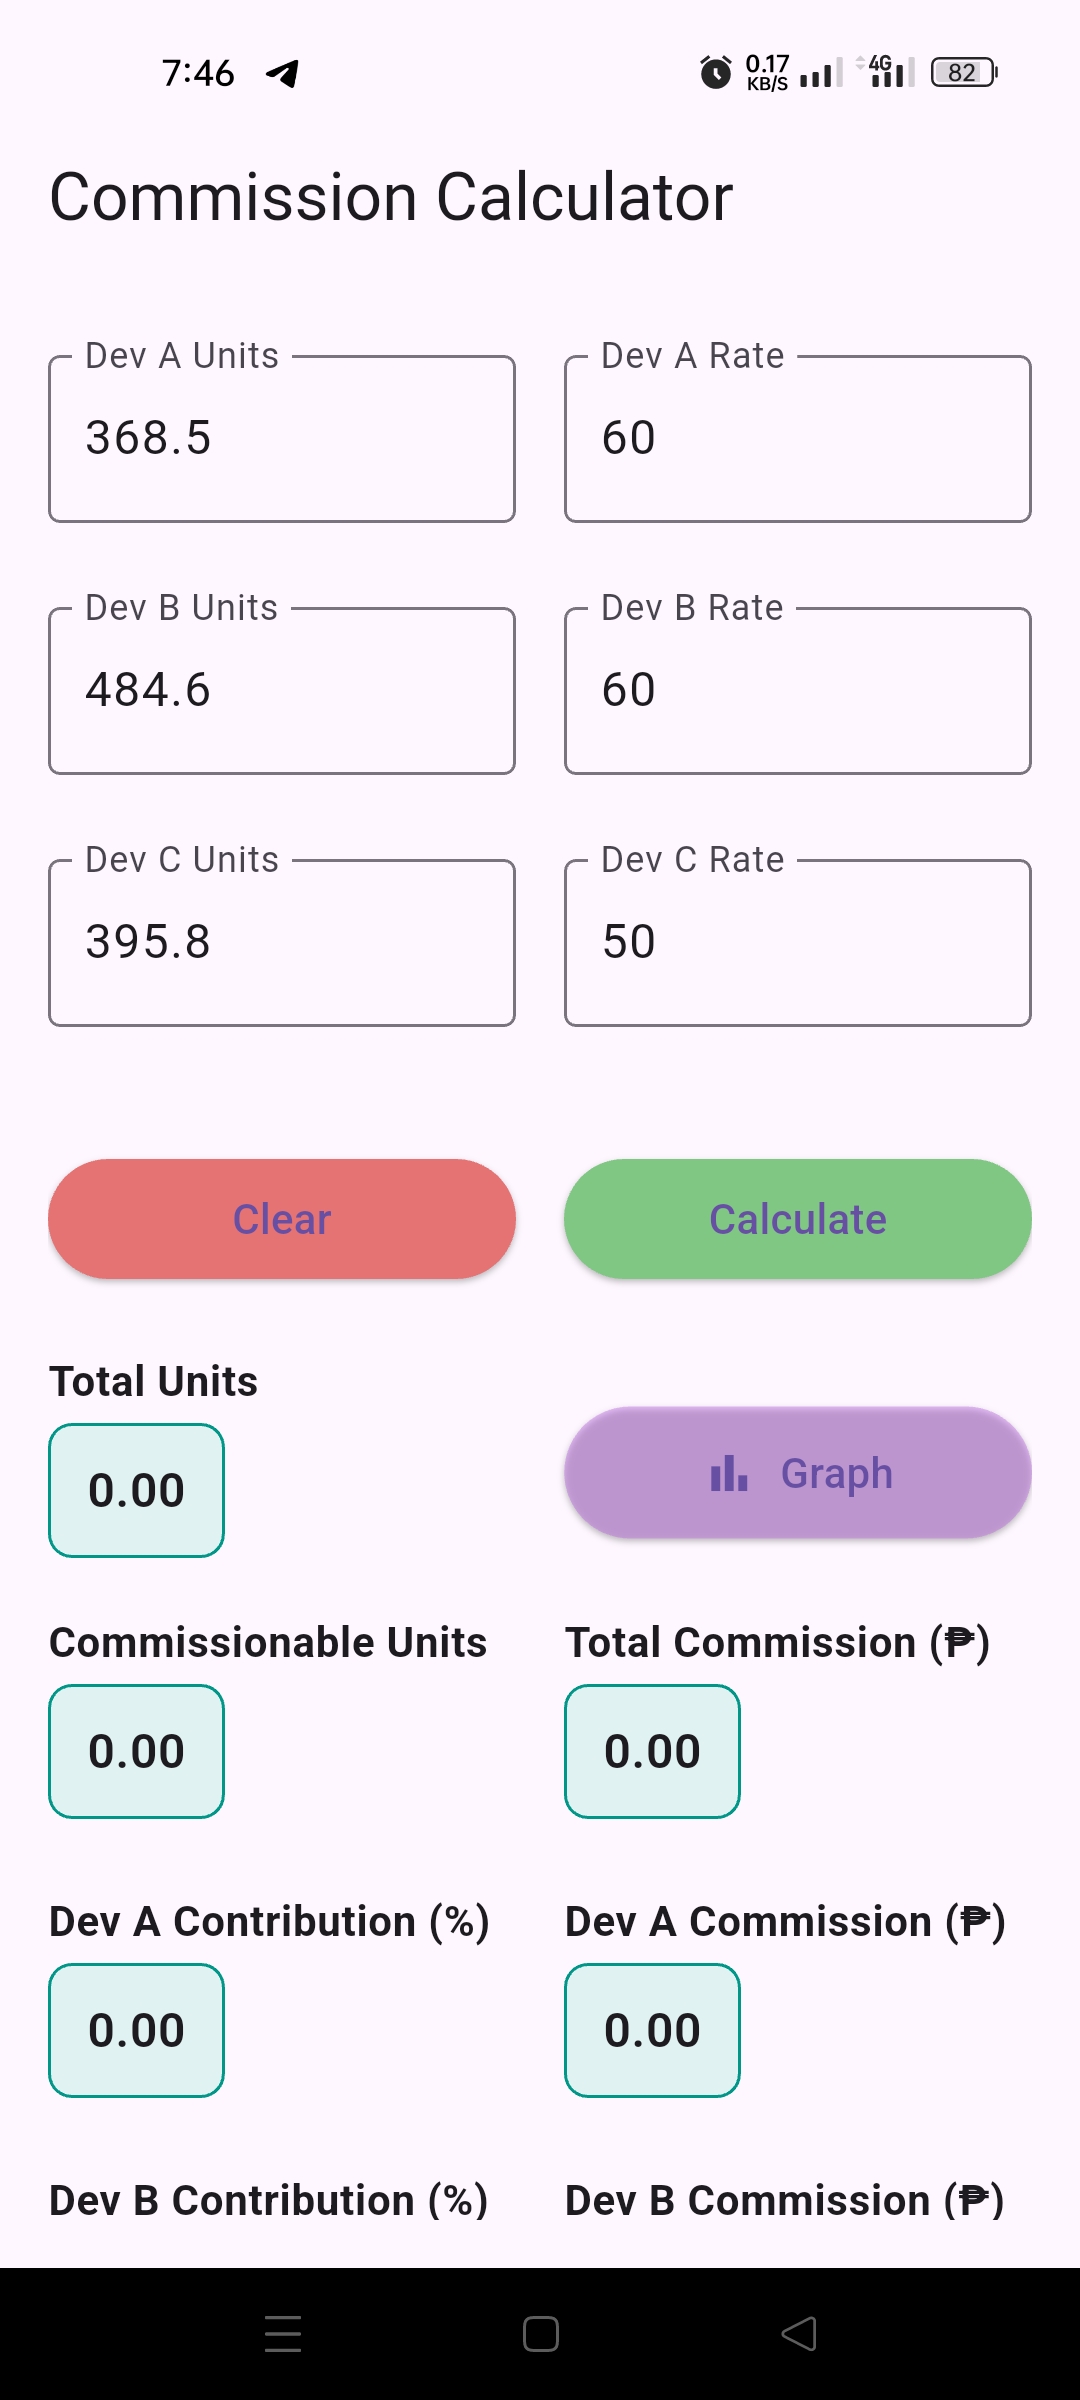 7:46 0.17 KB/S 4G 82
Commission Calculator
Dev A Units Dev A Rate
368.5 60
Dev B Units Dev B Rate
484.6 60
Dev C Units Dev C Rate
395.8 50
Clear Calculate
Total Units
0.00 Graph
Commissionable Units Total Commission (₱)
0.00 0.00
Dev A Contribution (%) Dev A Commission (₱)
0.00 0.00
Dev B Contribution (%) Dev B Commission (₱)